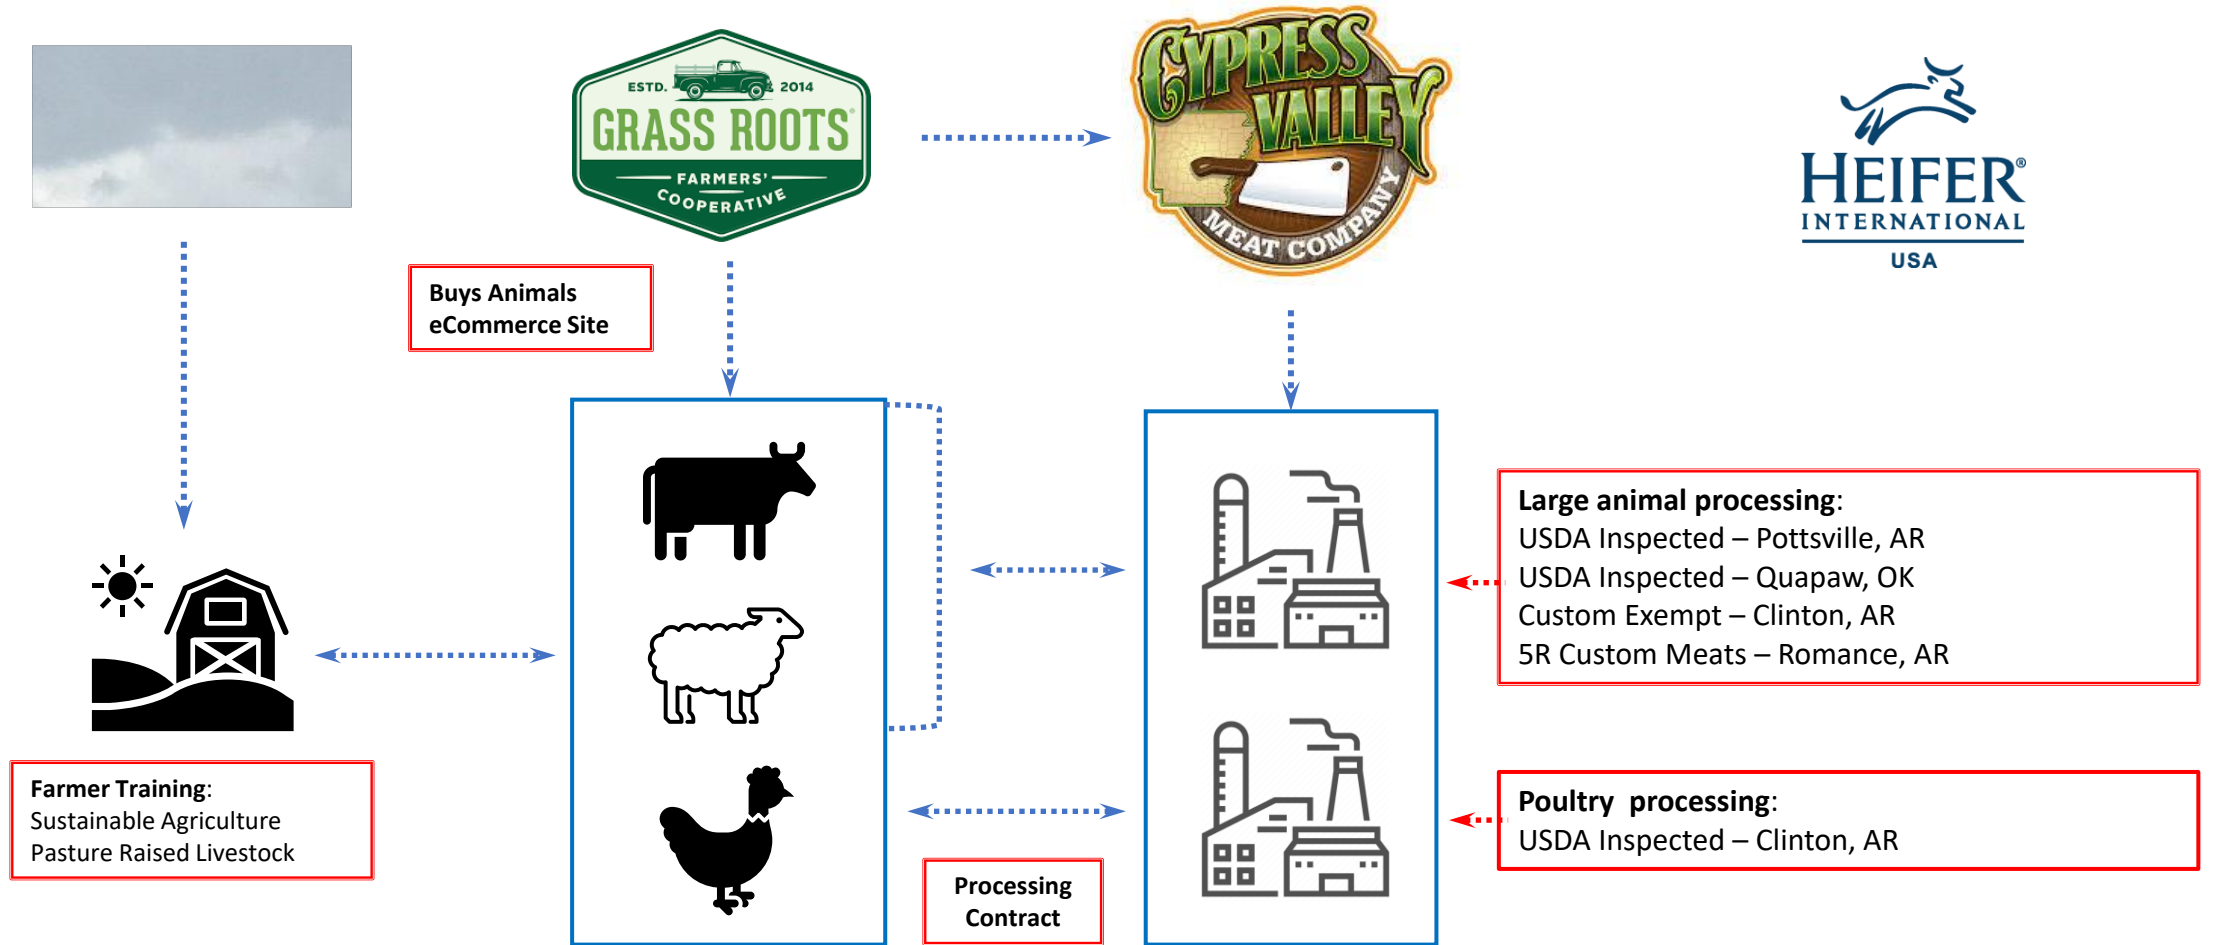 ESTD. 2014
GRASS ROOTS®
FARMERS'
COOPERATIVE
CYPRESS
VALLEY
MEAT COMPANY
HEIFER®
INTERNATIONAL
USA
Buys Animals
eCommerce Site
Large animal processing:
USDA Inspected – Pottsville, AR
USDA Inspected – Quapaw, OK
Custom Exempt – Clinton, AR
5R Custom Meats – Romance, AR
Farmer Training:
Sustainable Agriculture
Pasture Raised Livestock
Poultry  processing:
USDA Inspected – Clinton, AR
Processing
Contract